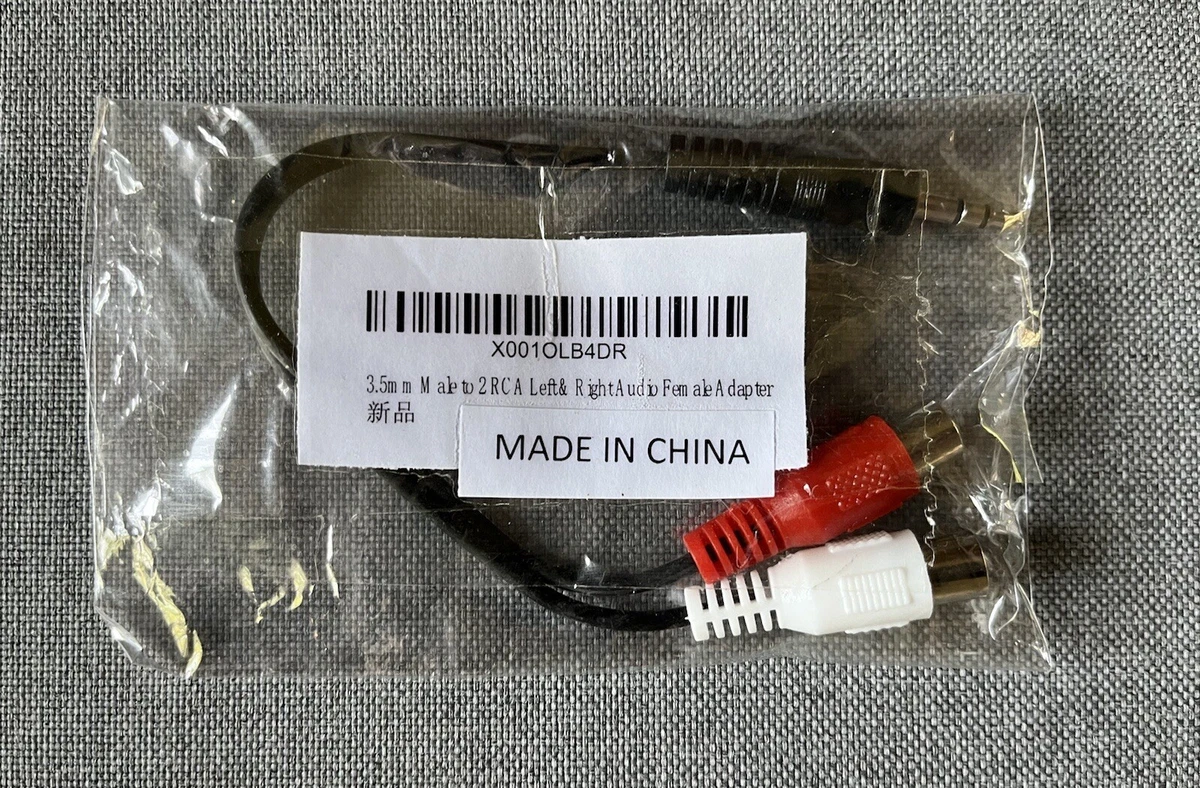 X001OLB4DR
3.5mm Male to 2RCA Left& Right Audio Female Adapter
新品
MADE IN CHINA